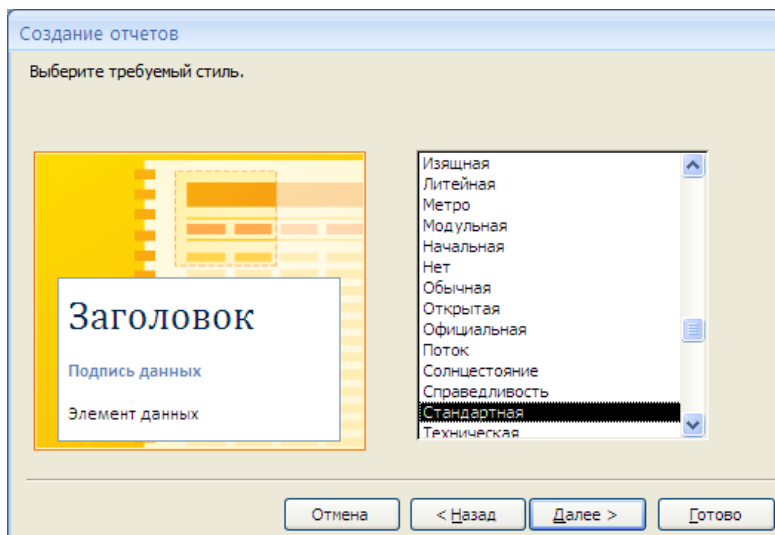 Создание отчетов
Выберите требуемый стиль.
Заголовок
Подпись данных
Элемент данных
Изящная
Литейная
Метро
Модульная
Начальная
Нет
Обычная
Открытая
Официальная
Поток
Солнцестояние
Справедливость
Стандартная
Техническая
Отмена
< Назад
Далее >
Готово